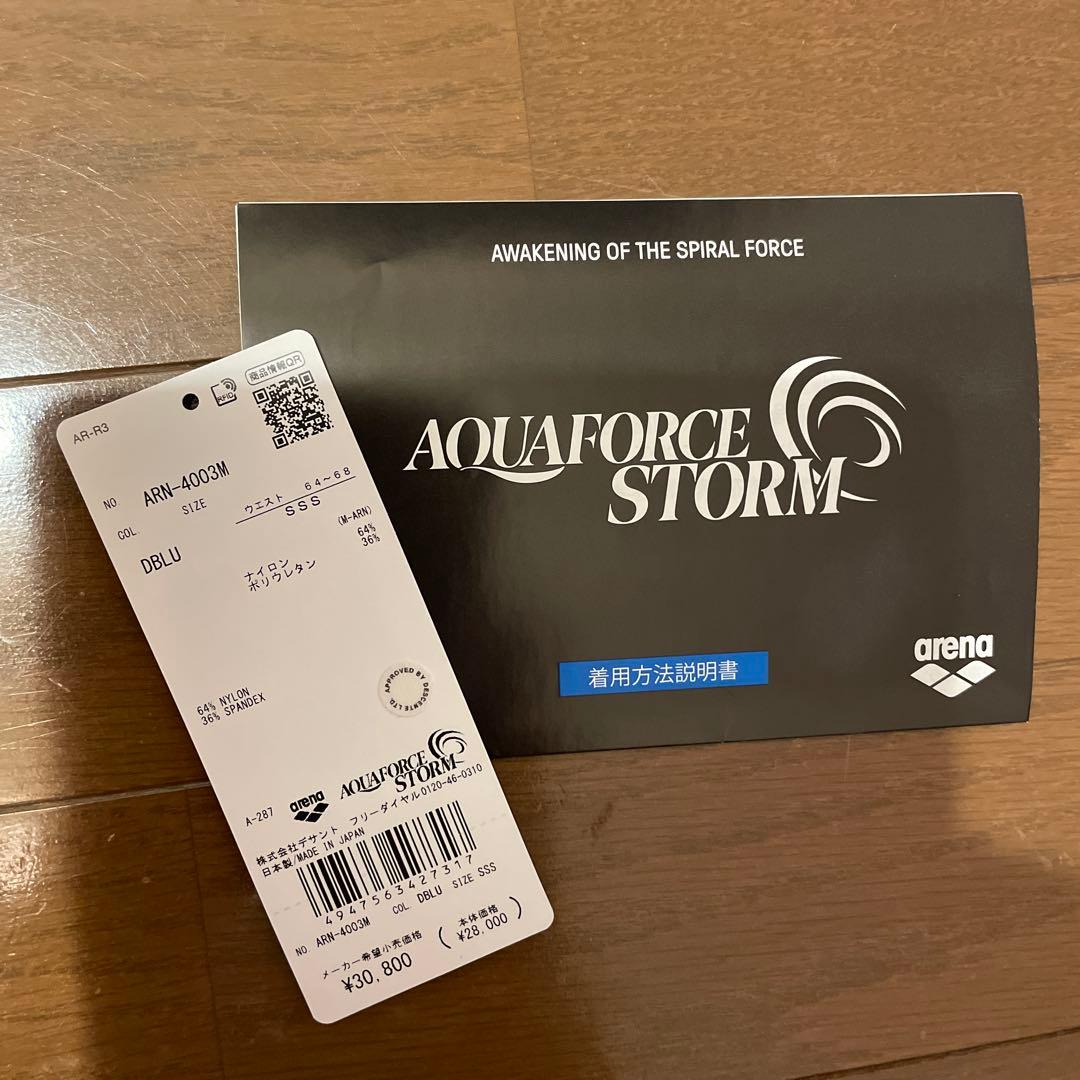 AWAKENING OF THE SPIRAL FORCE
AQUAFORCE
STORM
着用方法説明書
arena
AR-R3
RFID
商品情報QR
NO ARN-4003M
SIZE
ウエスト 64~68
SSS
COL.
DBLU
(M-ARN)
ナイロン 64%
ポリウレタン 36%
64% NYLON
36% SPANDEX
APPROVED BY DESCENTE LTD.
A-287
arena
AQUAFORCE
STORM
株式会社デサント フリーダイヤル0120-46-0310
日本製/MADE IN JAPAN
4947563427317
NO ARN-4003M COL. DBLU SIZE SSS
メーカー希望小売価格 (本体価格
¥30,800 ¥28,000)